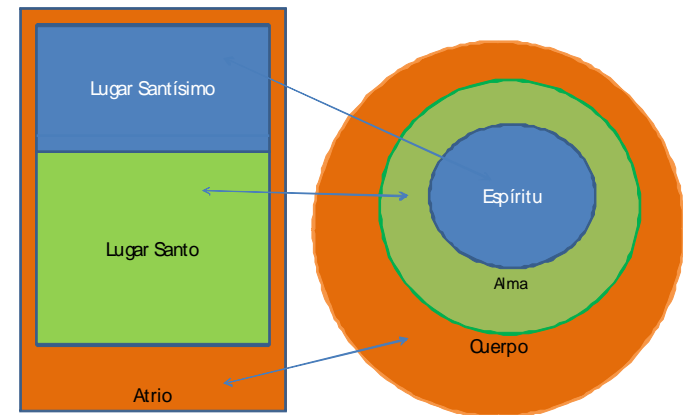 Lugar Santísimo
Lugar Santo
Atrio
Espíritu
Alma
Cuerpo